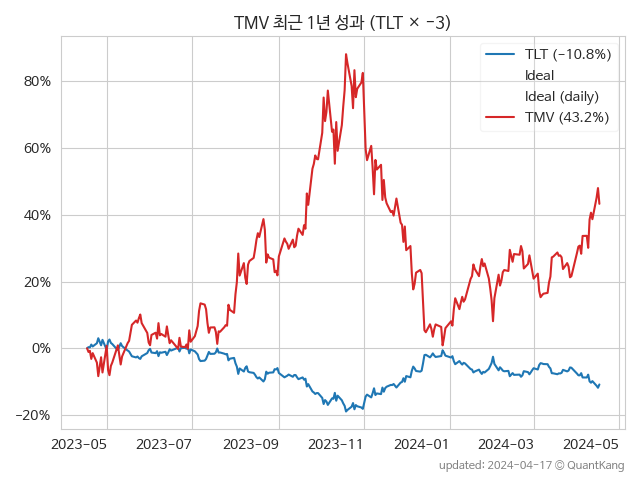 TMV 최근 1년 성과 (TLT × −3)
TLT (−10.8%)
Ideal
Ideal (daily)
TMV (43.2%)
80%
60%
40%
20%
0%
−20%
2023-05 2023-07 2023-09 2023-11 2024-01 2024-03 2024-05
updated: 2024-04-17 © QuantKang